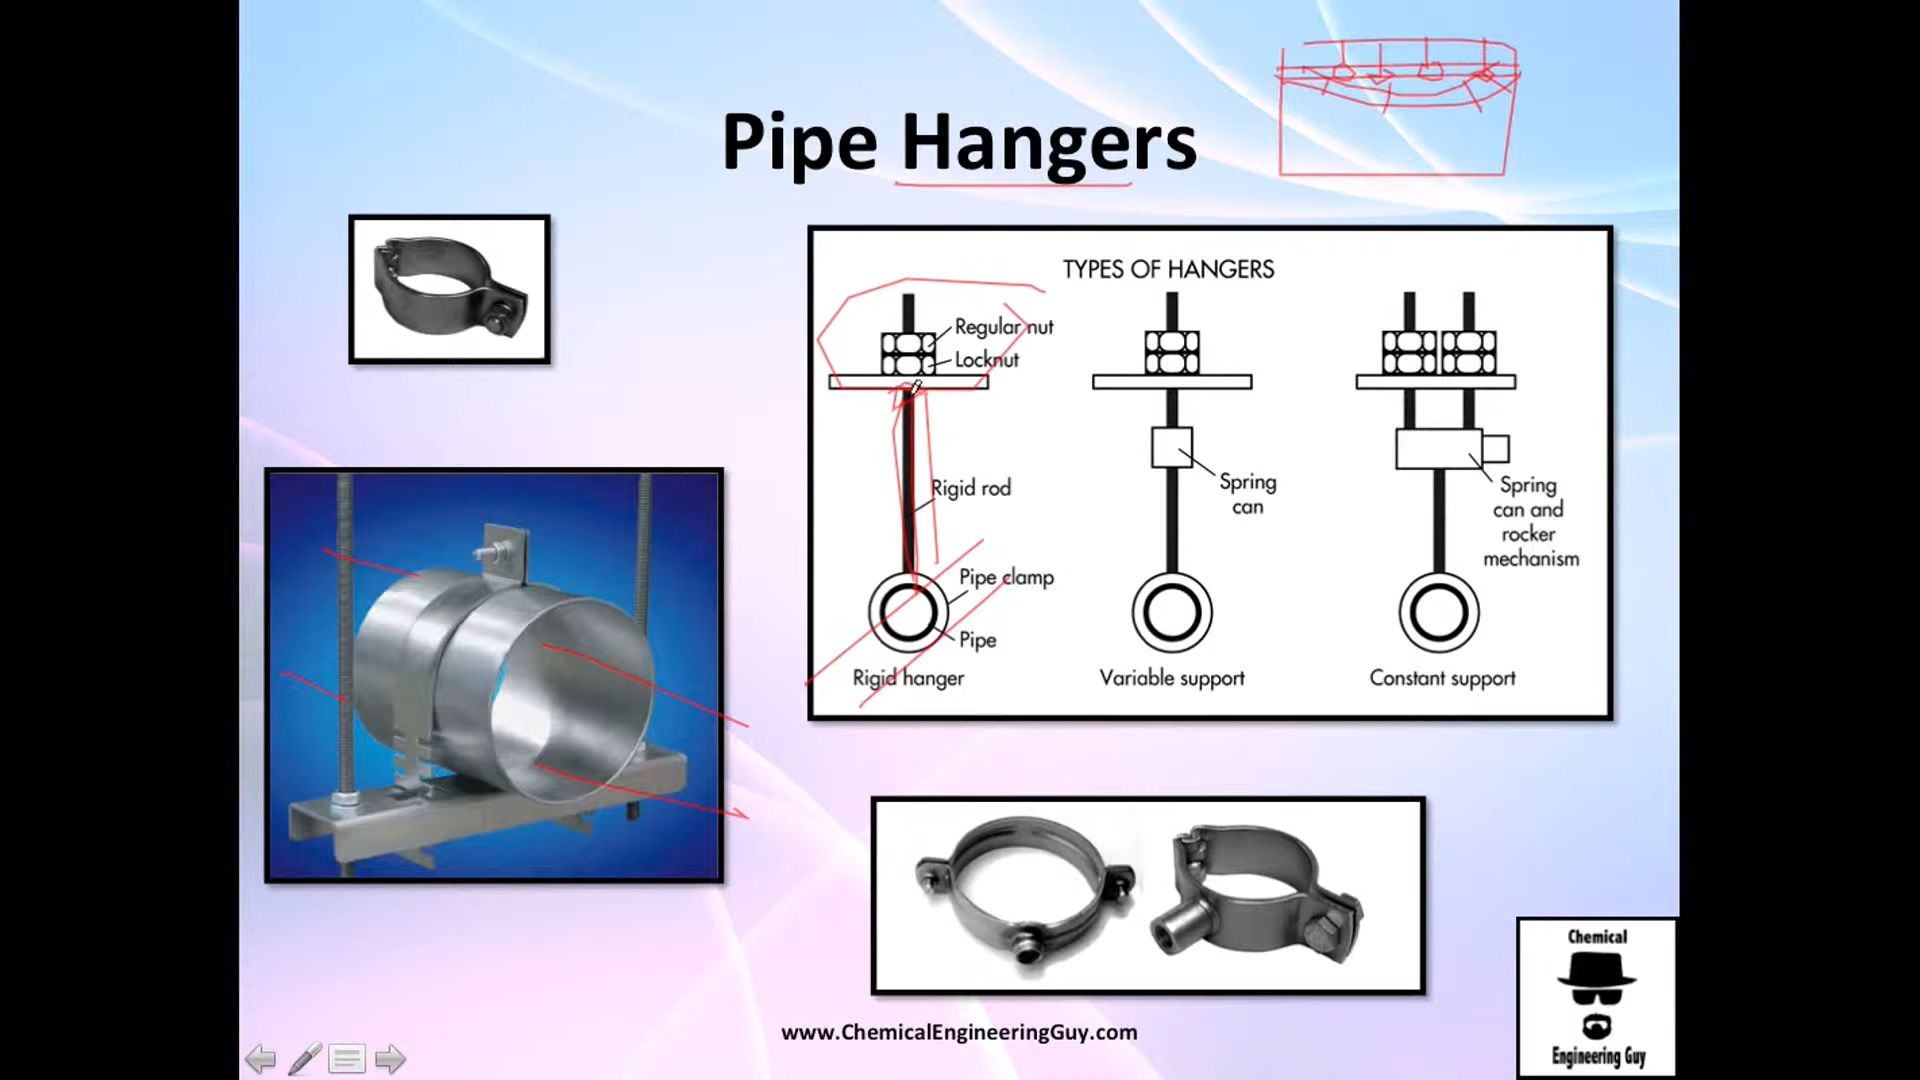 Pipe Hangers
TYPES OF HANGERS
Regular nut
Locknut
Rigid rod
Pipe clamp
Pipe
Rigid hanger
Spring
can
Variable support
Spring
can and
rocker
mechanism
Constant support
www.ChemicalEngineeringGuy.com
Chemical
Engineering Guy